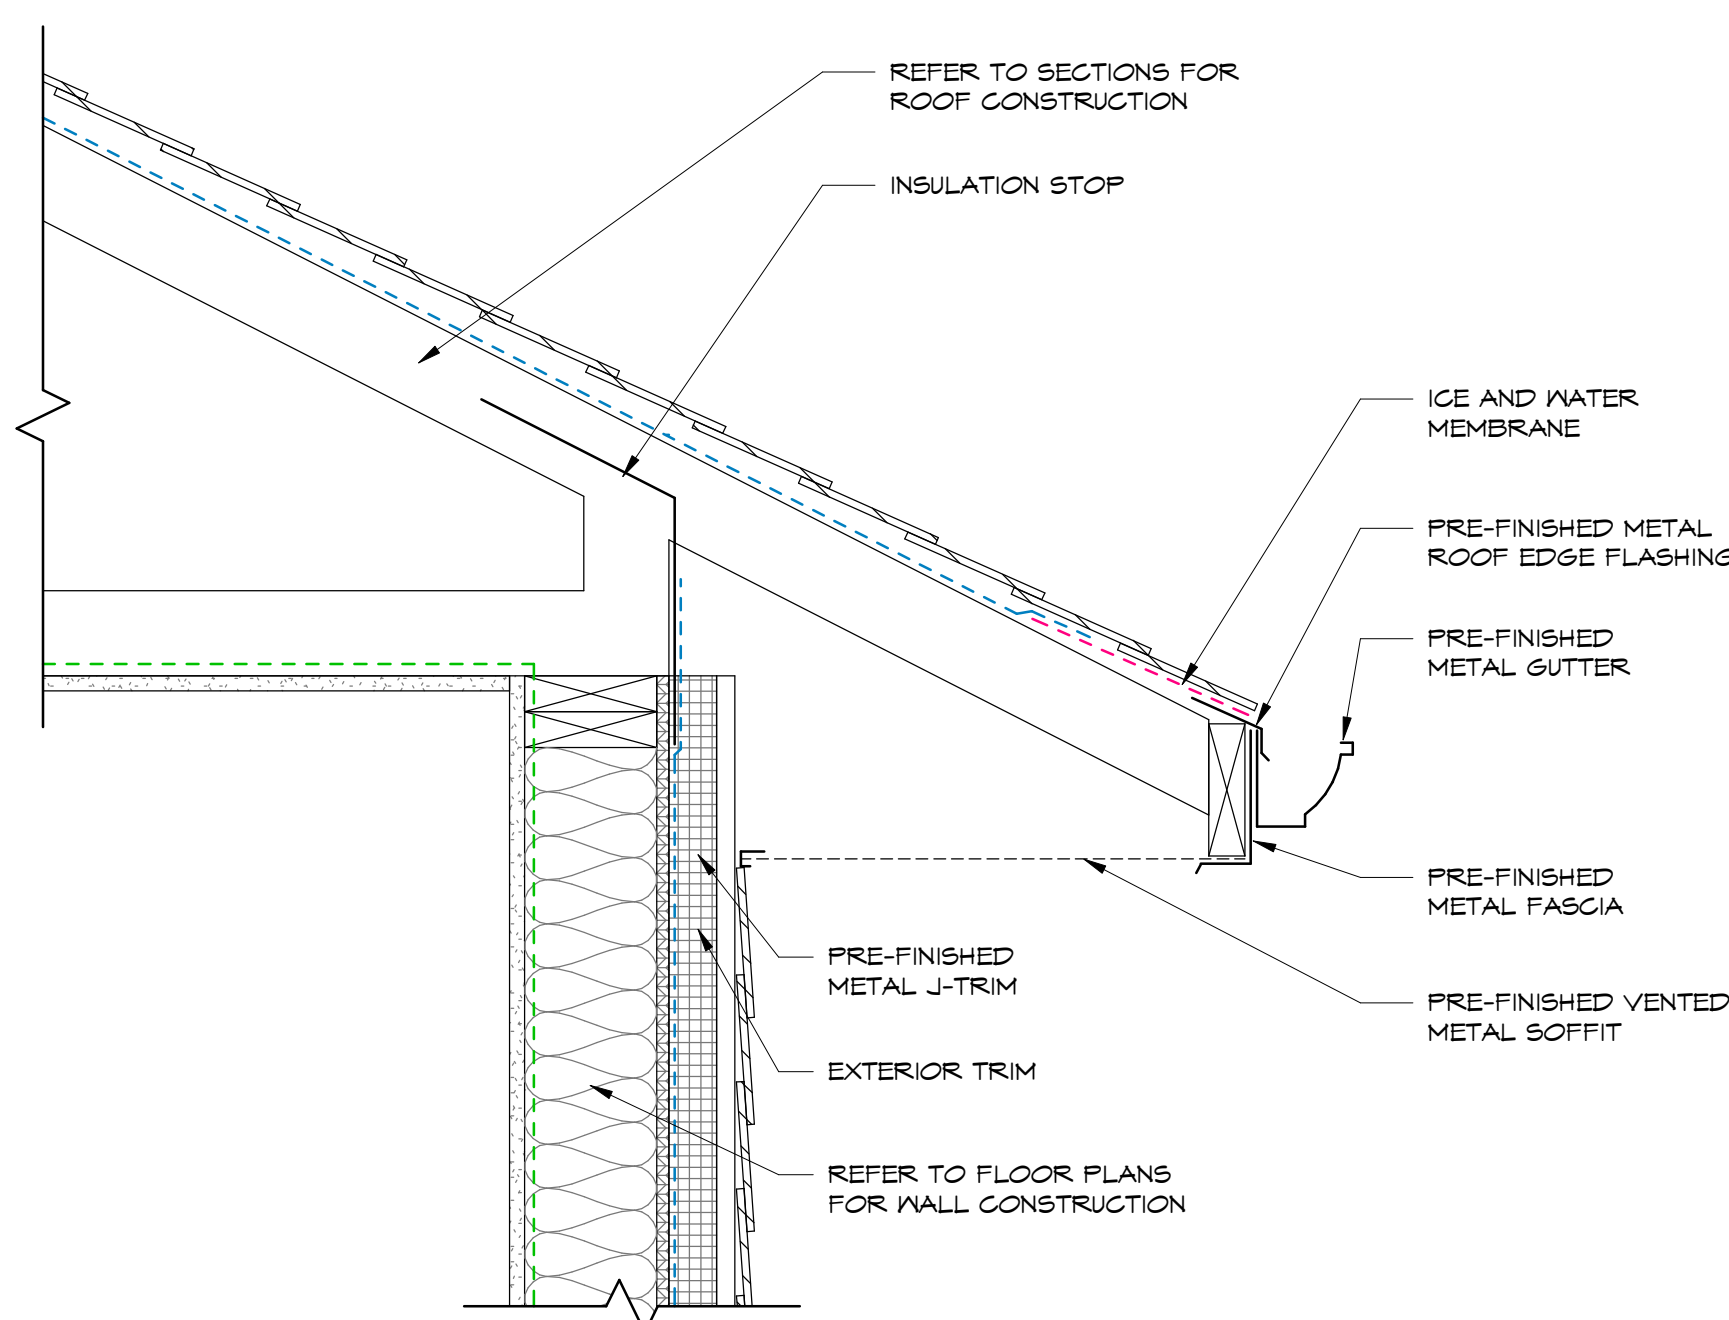 REFER TO SECTIONS FOR
ROOF CONSTRUCTION
INSULATION STOP
ICE AND WATER
MEMBRANE
PRE-FINISHED METAL
ROOF EDGE FLASHING
PRE-FINISHED
METAL GUTTER
PRE-FINISHED
METAL FASCIA
PRE-FINISHED
METAL J-TRIM
PRE-FINISHED VENTED
METAL SOFFIT
EXTERIOR TRIM
REFER TO FLOOR PLANS
FOR WALL CONSTRUCTION